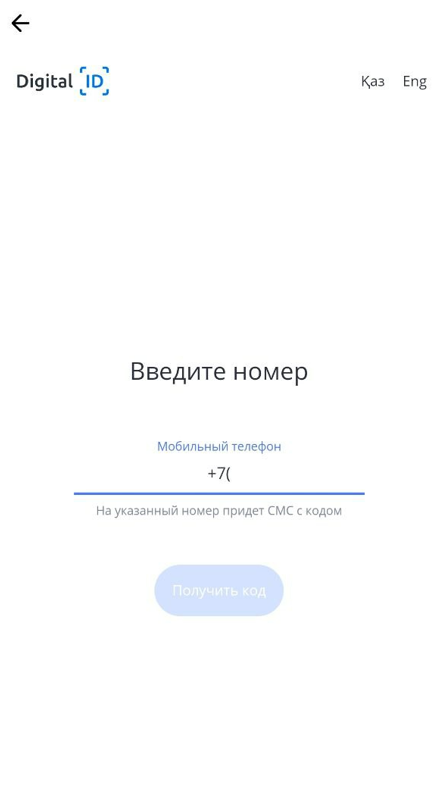 Digital ID
Қаз Eng
Введите номер
Мобильный телефон
+7(
На указанный номер придет СМС с кодом
Получить код